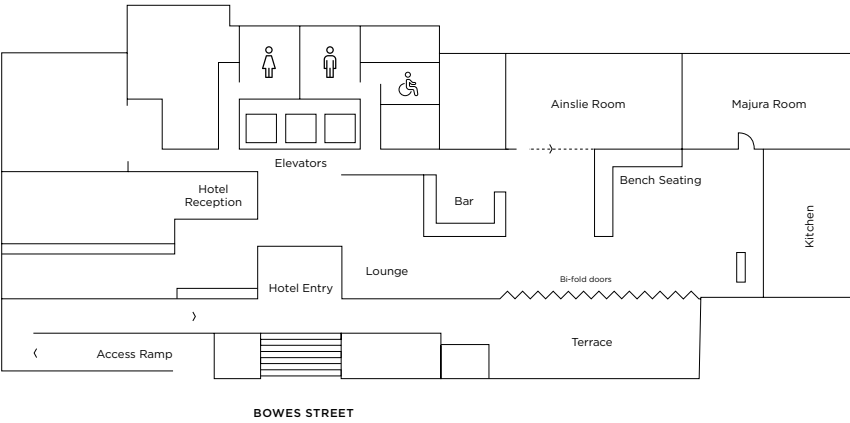 Ainslie Room
Majura Room
Elevators
Bench Seating
Hotel
Reception
Bar
Kitchen
Lounge
Bi-fold doors
Hotel Entry
Terrace
Access Ramp
BOWES STREET